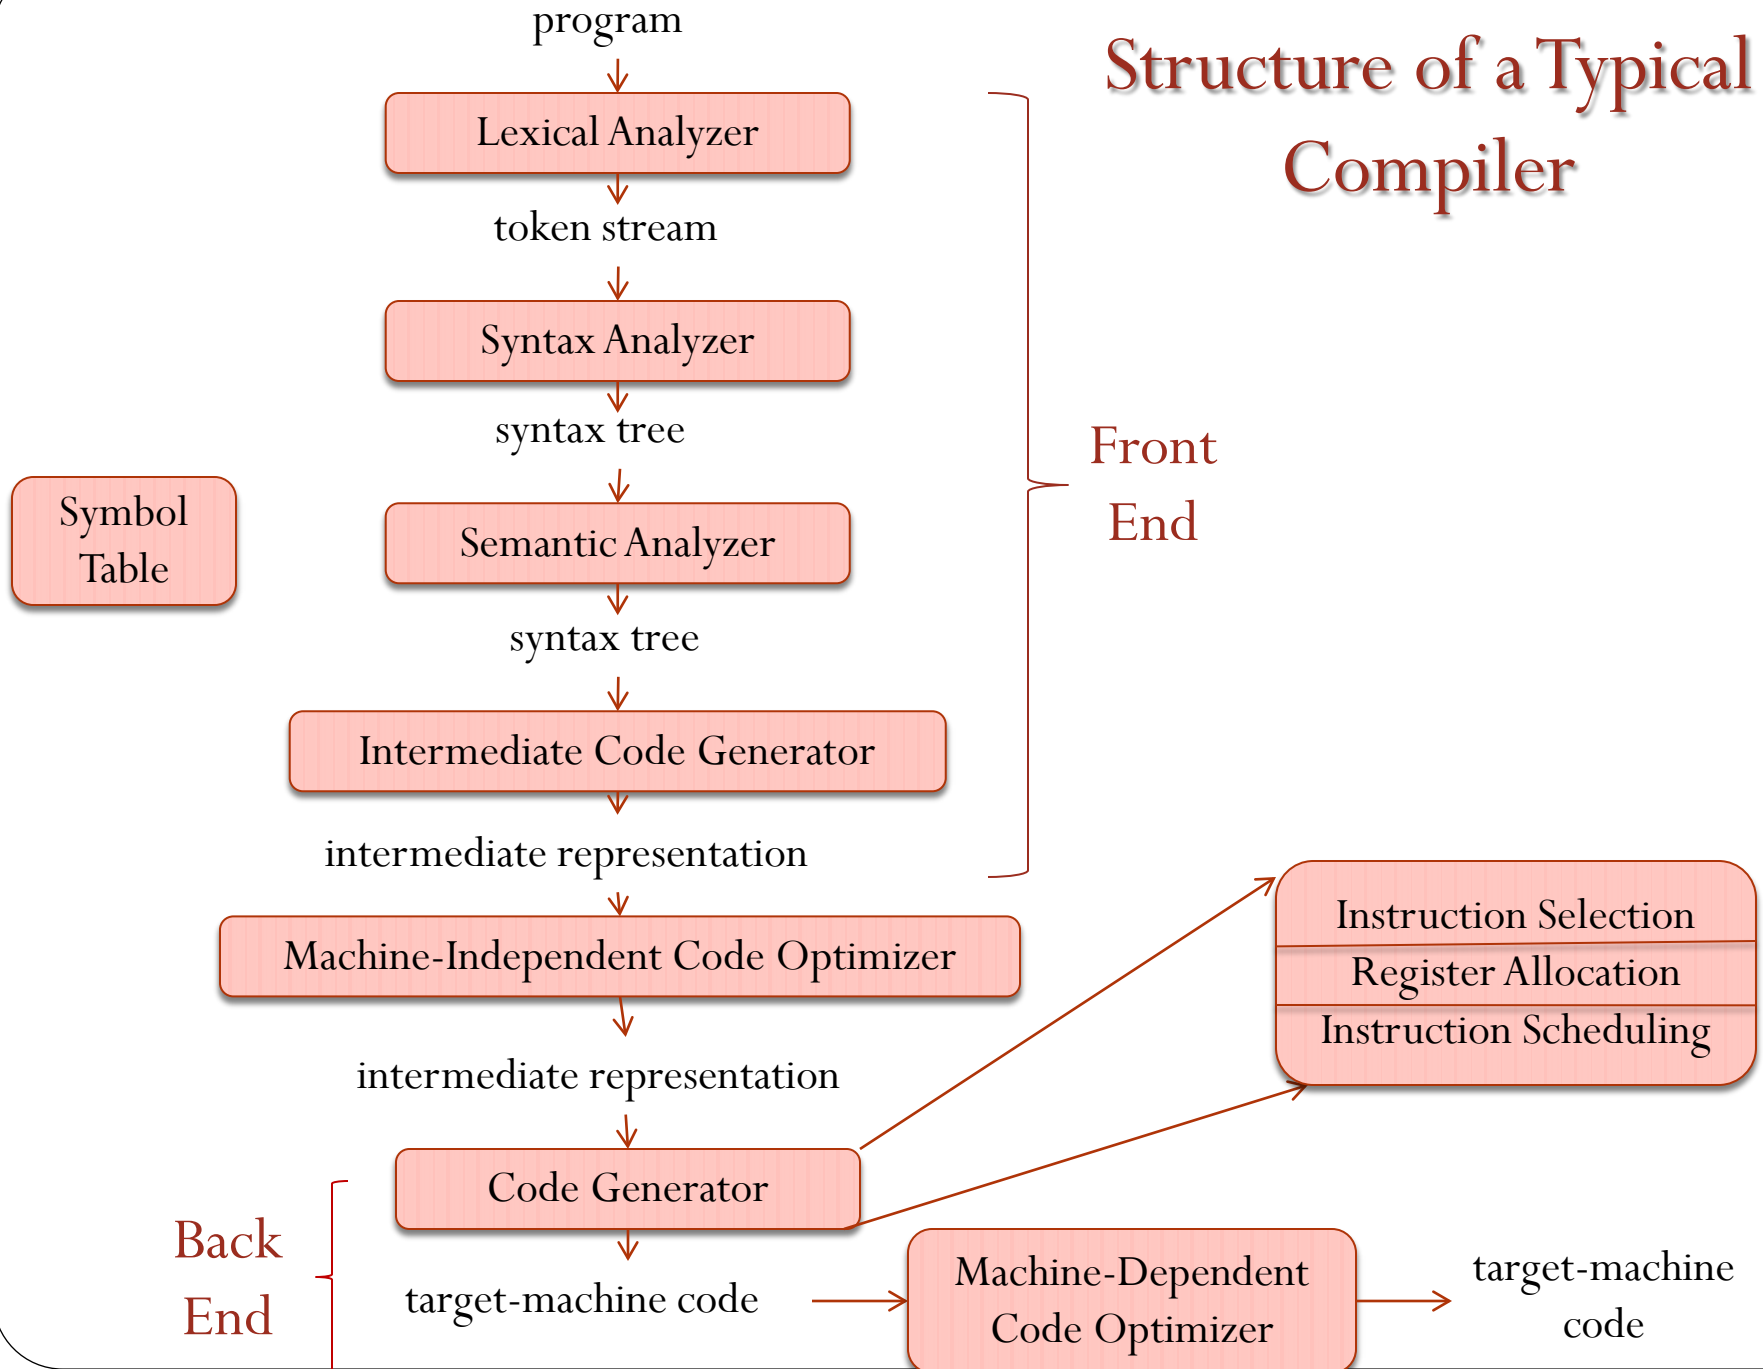 program
Structure of a Typical
Compiler
Lexical Analyzer
token stream
Syntax Analyzer
syntax tree
Front
End
Symbol
Table
Semantic Analyzer
syntax tree
Intermediate Code Generator
intermediate representation
Machine-Independent Code Optimizer
Instruction Selection
Register Allocation
Instruction Scheduling
intermediate representation
Code Generator
Back
End
target-machine code
Machine-Dependent
Code Optimizer
target-machine
code